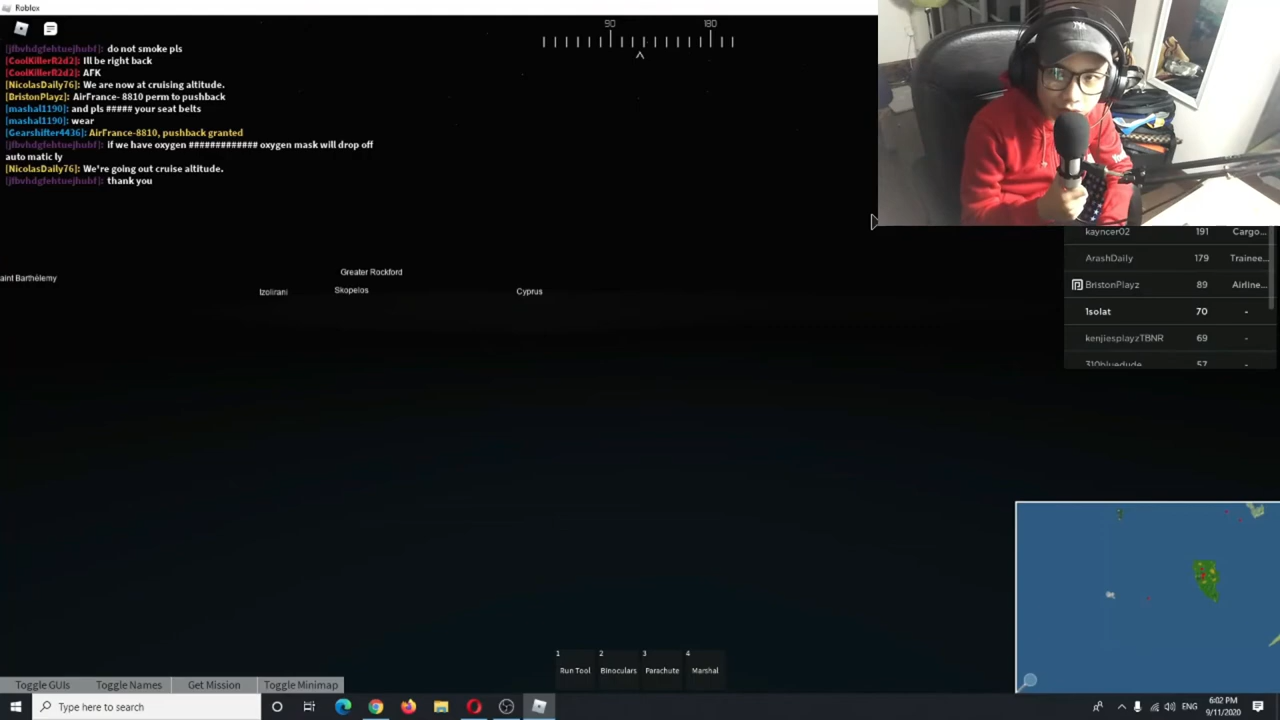 Roblox
90
180
[jfbvhdgfehtuejhubf]: do not smoke pls
[CoolKillerR2d2]: Ill be right back
[CoolKillerR2d2]: AFK
[NicolasDaily76]: We are now at cruising altitude.
[BristonPlayz]: AirFrance- 8810 perm to pushback
[mashal1190]: and pls ##### your seat belts
[mashal1190]: wear
[Gearshifter4436]: AirFrance-8810, pushback granted
[jfbvhdgfehtuejhubf]: if we have oxygen ############# oxygen mask will drop off
auto matic ly
[NicolasDaily76]: We're going out cruise altitude.
[jfbvhdgfehtuejhubf]: thank you
kayncer02 191 Cargo...
ArashDaily 179 Trainee...
BristonPlayz 89 Airline...
1solat 70 -
kenjiesplayzTBNR 69 -
310bluedude 57 -
aint Barthélemy
Greater Rockford
Izolirani
Skopelos
Cyprus
1 2 3 4
Run Tool Binoculars Parachute Marshal
Toggle GUIs Toggle Names Get Mission Toggle Minimap
Type here to search
ENG
6:02 PM
9/11/2020